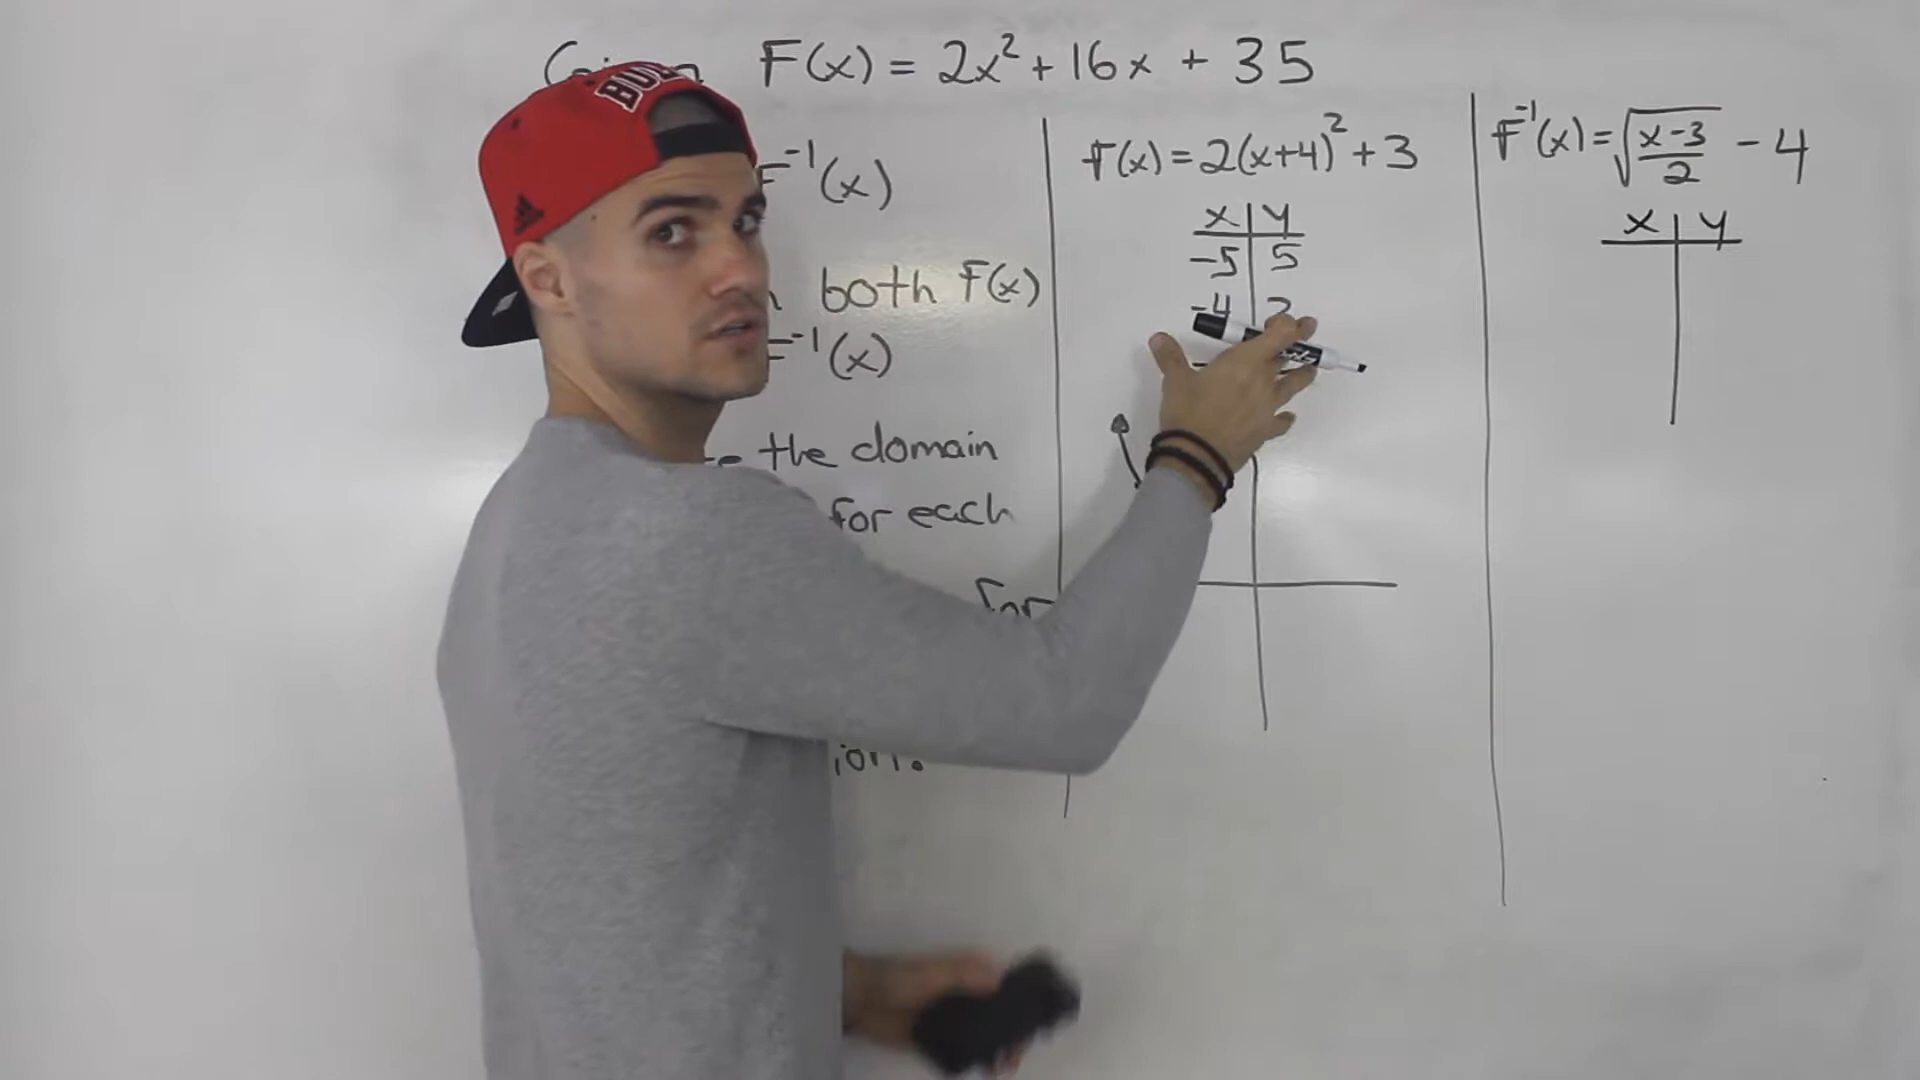 F(x) = 2x² + 16x + 35
F⁻¹(x)
both F(x)
F⁻¹(x)
the domain
for each
For
F(x) = 2(x+4)² + 3
x | y
-5 | 5
-4 |
F⁻¹(x) = √((x-3)/2) - 4
x | y